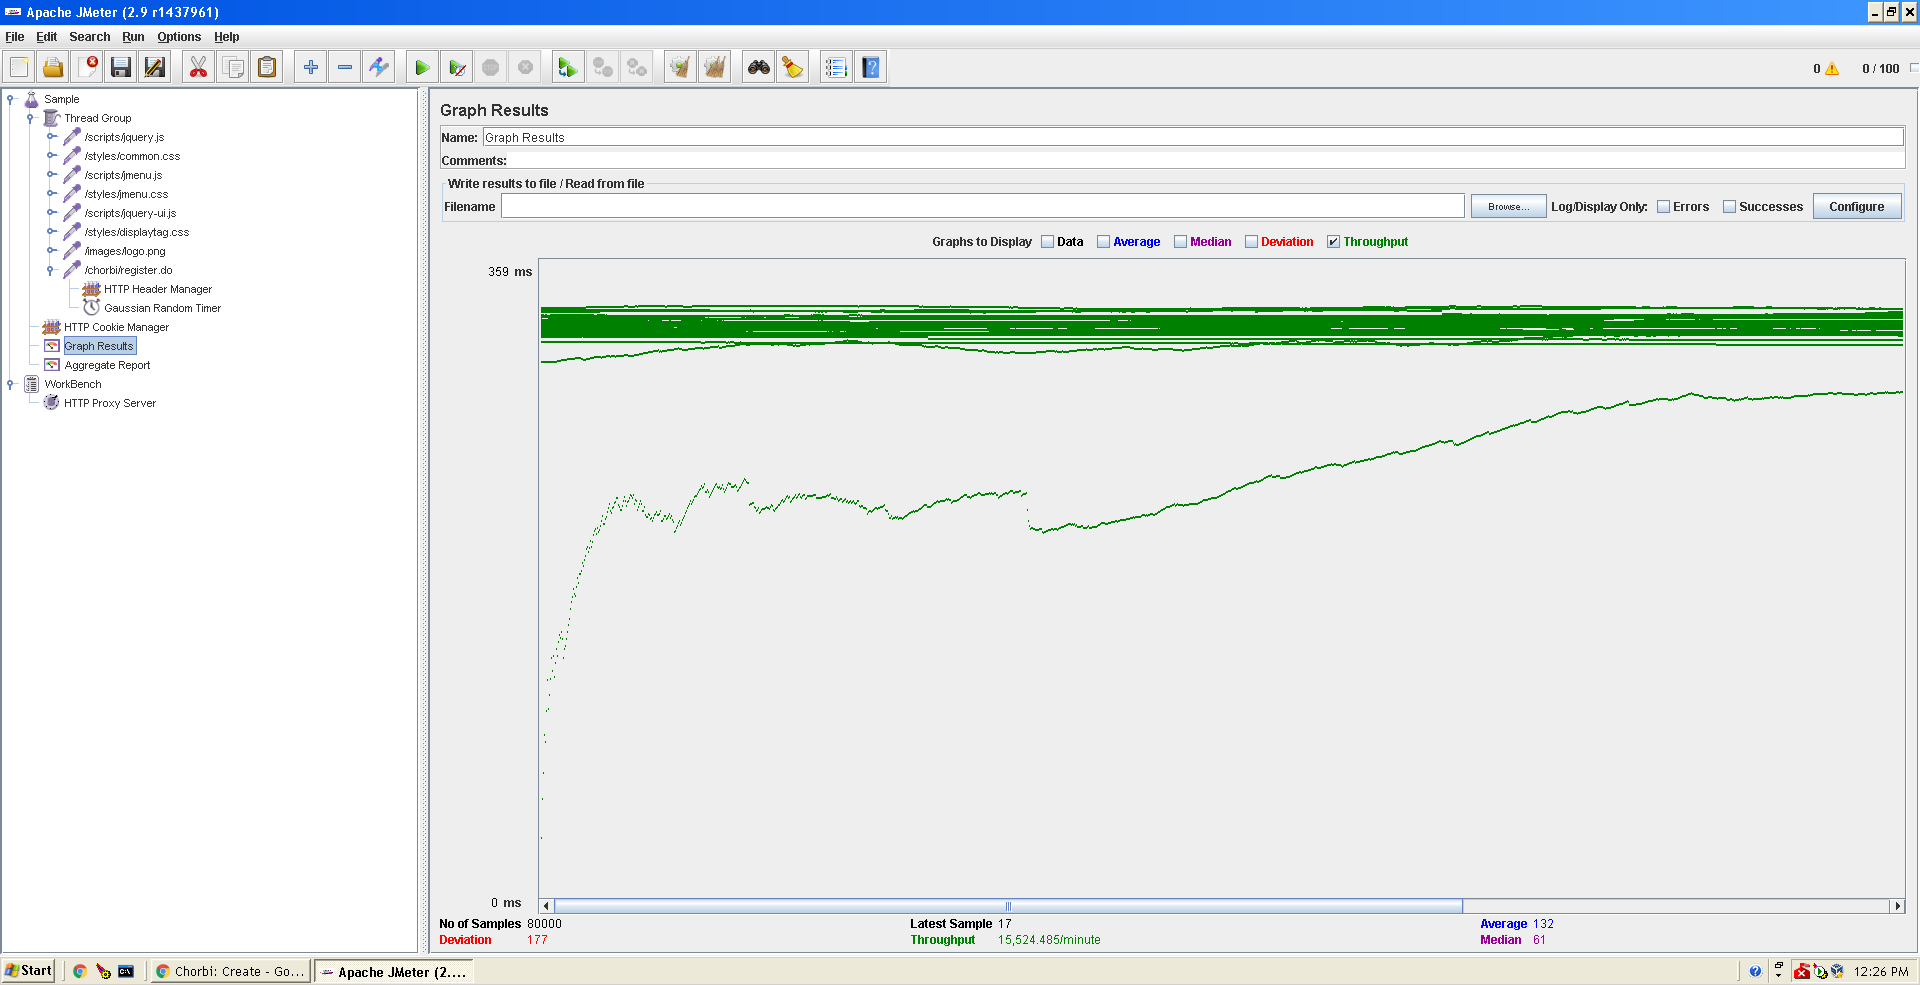 Apache JMeter (2.9 r1437961)
File Edit Search Run Options Help
0 0 / 100
Sample
Thread Group
/scripts/jquery.js
/styles/common.css
/scripts/jmenu.js
/styles/jmenu.css
/scripts/jquery-ui.js
/styles/displaytag.css
/images/logo.png
/chorbi/register.do
HTTP Header Manager
Gaussian Random Timer
HTTP Cookie Manager
Graph Results
Aggregate Report
WorkBench
HTTP Proxy Server
Graph Results
Name: Graph Results
Comments:
Write results to file / Read from file
Filename Browse... Log/Display Only: Errors Successes Configure
Graphs to Display Data Average Median Deviation Throughput
359 ms
0 ms
No of Samples 80000 Latest Sample 17 Average 132
Deviation 177 Throughput 15,524.485/minute Median 61
Start Chorbi: Create - Go... Apache JMeter (2.... 12:26 PM